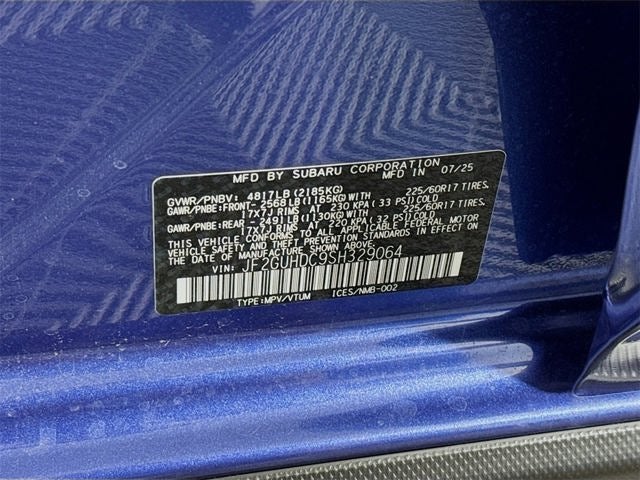 MFD BY SUBARU CORPORATION 07/25
GVWR/PNBV: 4817LB(2185KG)
GAWR/PNBE:FRONT-2568LB(1165KG)WITH 225/60R17 TIRES,
17X7J RIMS AT 230 KPA(33 PSI)COLD
GAWR/PNBE:REAR -2491LB(1130KG)WITH 225/60R17 TIRES,
17X7J RIMS AT 220 KPA(32 PSI)COLD
THIS VEHICLE CONFORMS TO ALL APPLICABLE FEDERAL MOTOR
VEHICLE SAFETY AND THEFT
PREVENTION STANDARDS IN EFFECT ON THE DATE OF
MANUFACTURE SHOWN ABOVE.
VIN: JF2GUHDC9SH329064
TYPE:MPV/VTUM ICES/NMB-002